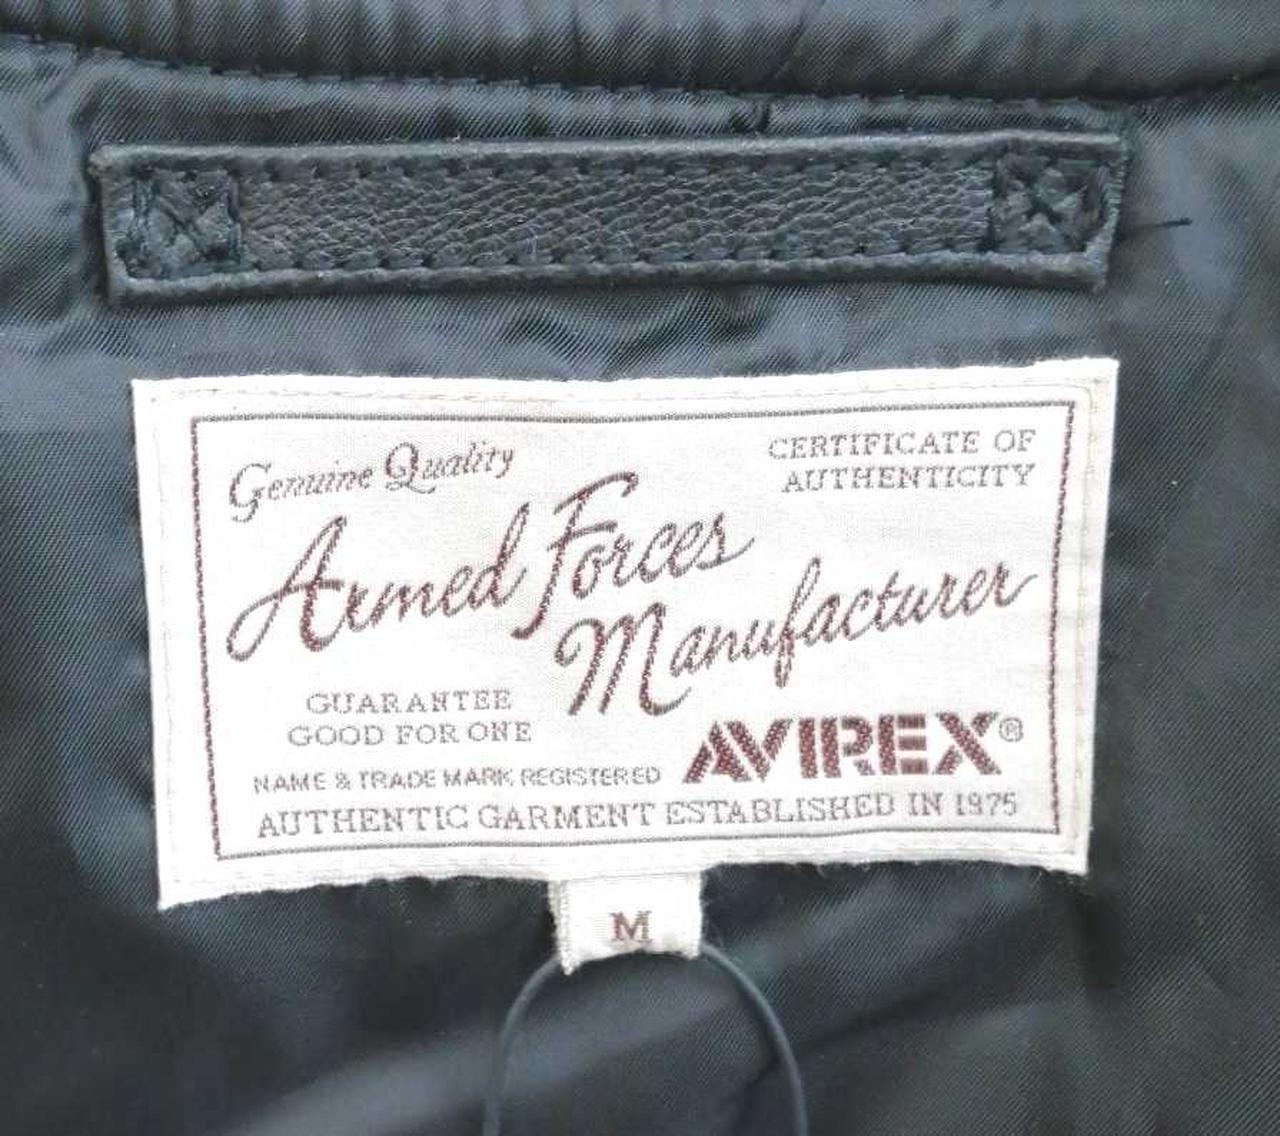 Genuine Quality
CERTIFICATE OF
AUTHENTICITY
Armed Forces
Manufacturer
GUARANTEE
GOOD FOR ONE
AVIREX®
NAME & TRADE MARK REGISTERED
AUTHENTIC GARMENT ESTABLISHED IN 1975
M